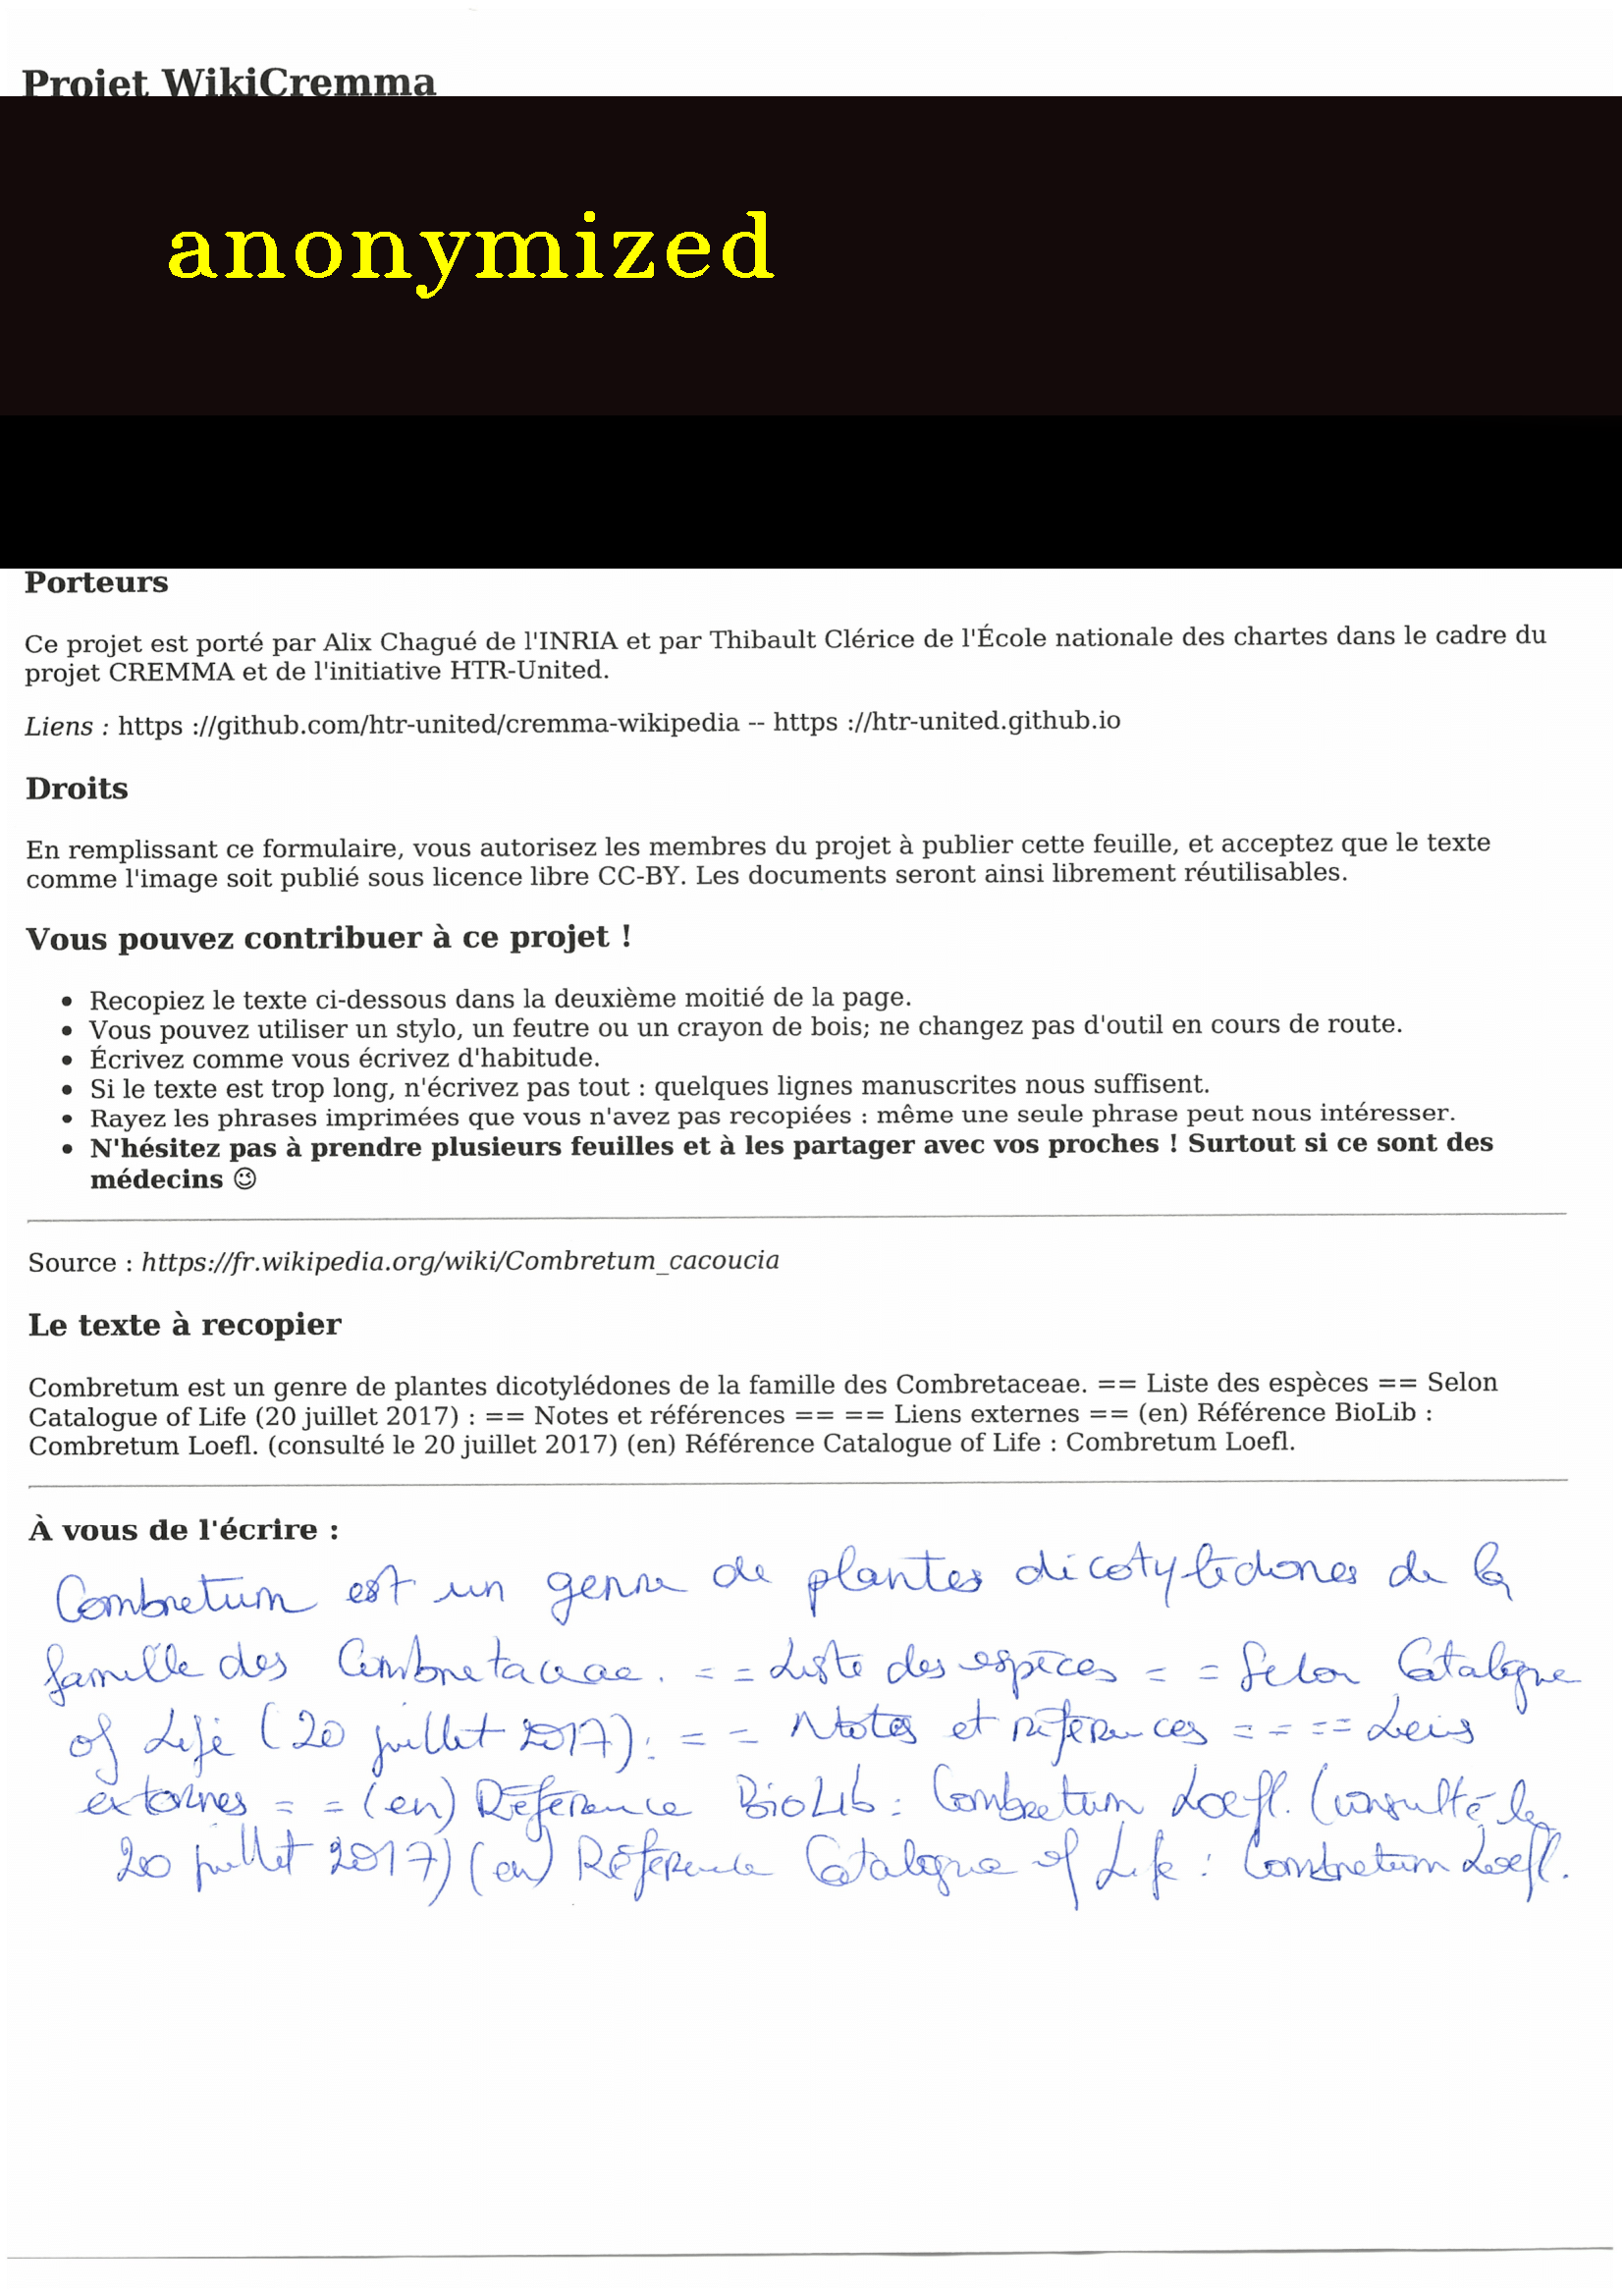 Projet WikiCremma
anonymized
Porteurs
Ce projet est porté par Alix Chagué de l'INRIA et par Thibault Clérice de l'École nationale des chartes dans le cadre du
projet CREMMA et de l'initiative HTR-United.
Liens : https ://github.com/htr-united/cremma-wikipedia -- https ://htr-united.github.io
Droits
En remplissant ce formulaire, vous autorisez les membres du projet à publier cette feuille, et acceptez que le texte
comme l'image soit publié sous licence libre CC-BY. Les documents seront ainsi librement réutilisables.
Vous pouvez contribuer à ce projet !
• Recopiez le texte ci-dessous dans la deuxième moitié de la page.
• Vous pouvez utiliser un stylo, un feutre ou un crayon de bois; ne changez pas d'outil en cours de route.
• Écrivez comme vous écrivez d'habitude.
• Si le texte est trop long, n'écrivez pas tout : quelques lignes manuscrites nous suffisent.
• Rayez les phrases imprimées que vous n'avez pas recopiées : même une seule phrase peut nous intéresser.
• N'hésitez pas à prendre plusieurs feuilles et à les partager avec vos proches ! Surtout si ce sont des
médecins 😉
Source : https://fr.wikipedia.org/wiki/Combretum_cacoucia
Le texte à recopier
Combretum est un genre de plantes dicotylédones de la famille des Combretaceae. == Liste des espèces == Selon
Catalogue of Life (20 juillet 2017) : == Notes et références == == Liens externes == (en) Référence BioLib :
Combretum Loefl. (consulté le 20 juillet 2017) (en) Référence Catalogue of Life : Combretum Loefl.
À vous de l'écrire :
Combretum est un genre de plantes dicotylédones de la
famille des Combretaceae. = = Liste des espèces = = Selon Catalogue
of Life (20 juillet 2017) : = = Notes et références = = == Leins
externes = = (en) Référence BioLib : Combretum Loefl. (consulté le
20 juillet 2017) (en) Référence Catalogue of Life : Combretum Loefl.